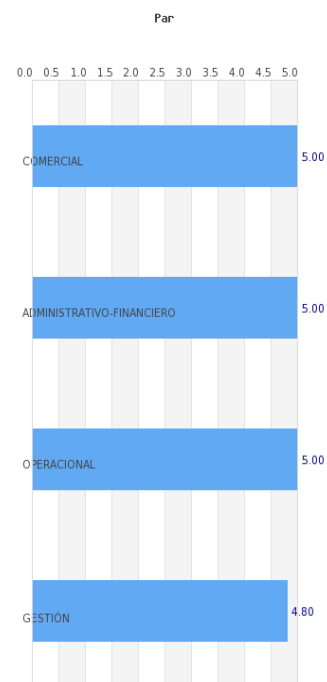 Par
0.0 0.5 1.0 1.5 2.0 2.5 3.0 3.5 4.0 4.5 5.0
COMERCIAL 5.00
ADMINISTRATIVO-FINANCIERO 5.00
OPERACIONAL 5.00
GESTIÓN 4.80